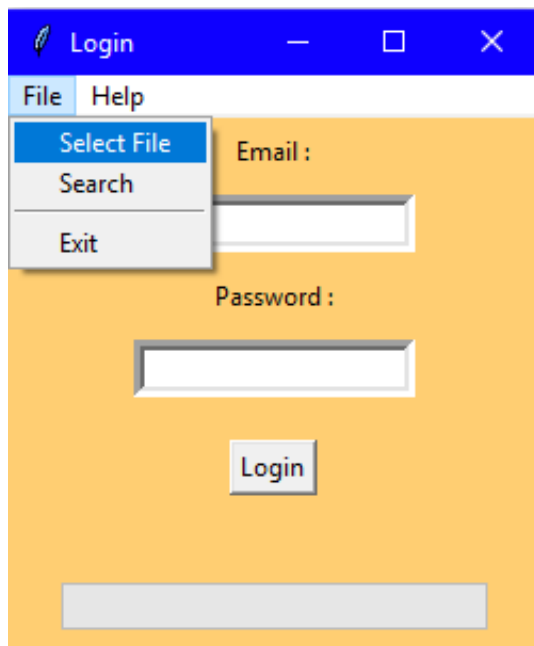 Login
File Help
Select File
Search
Exit
Email :
Password :
Login